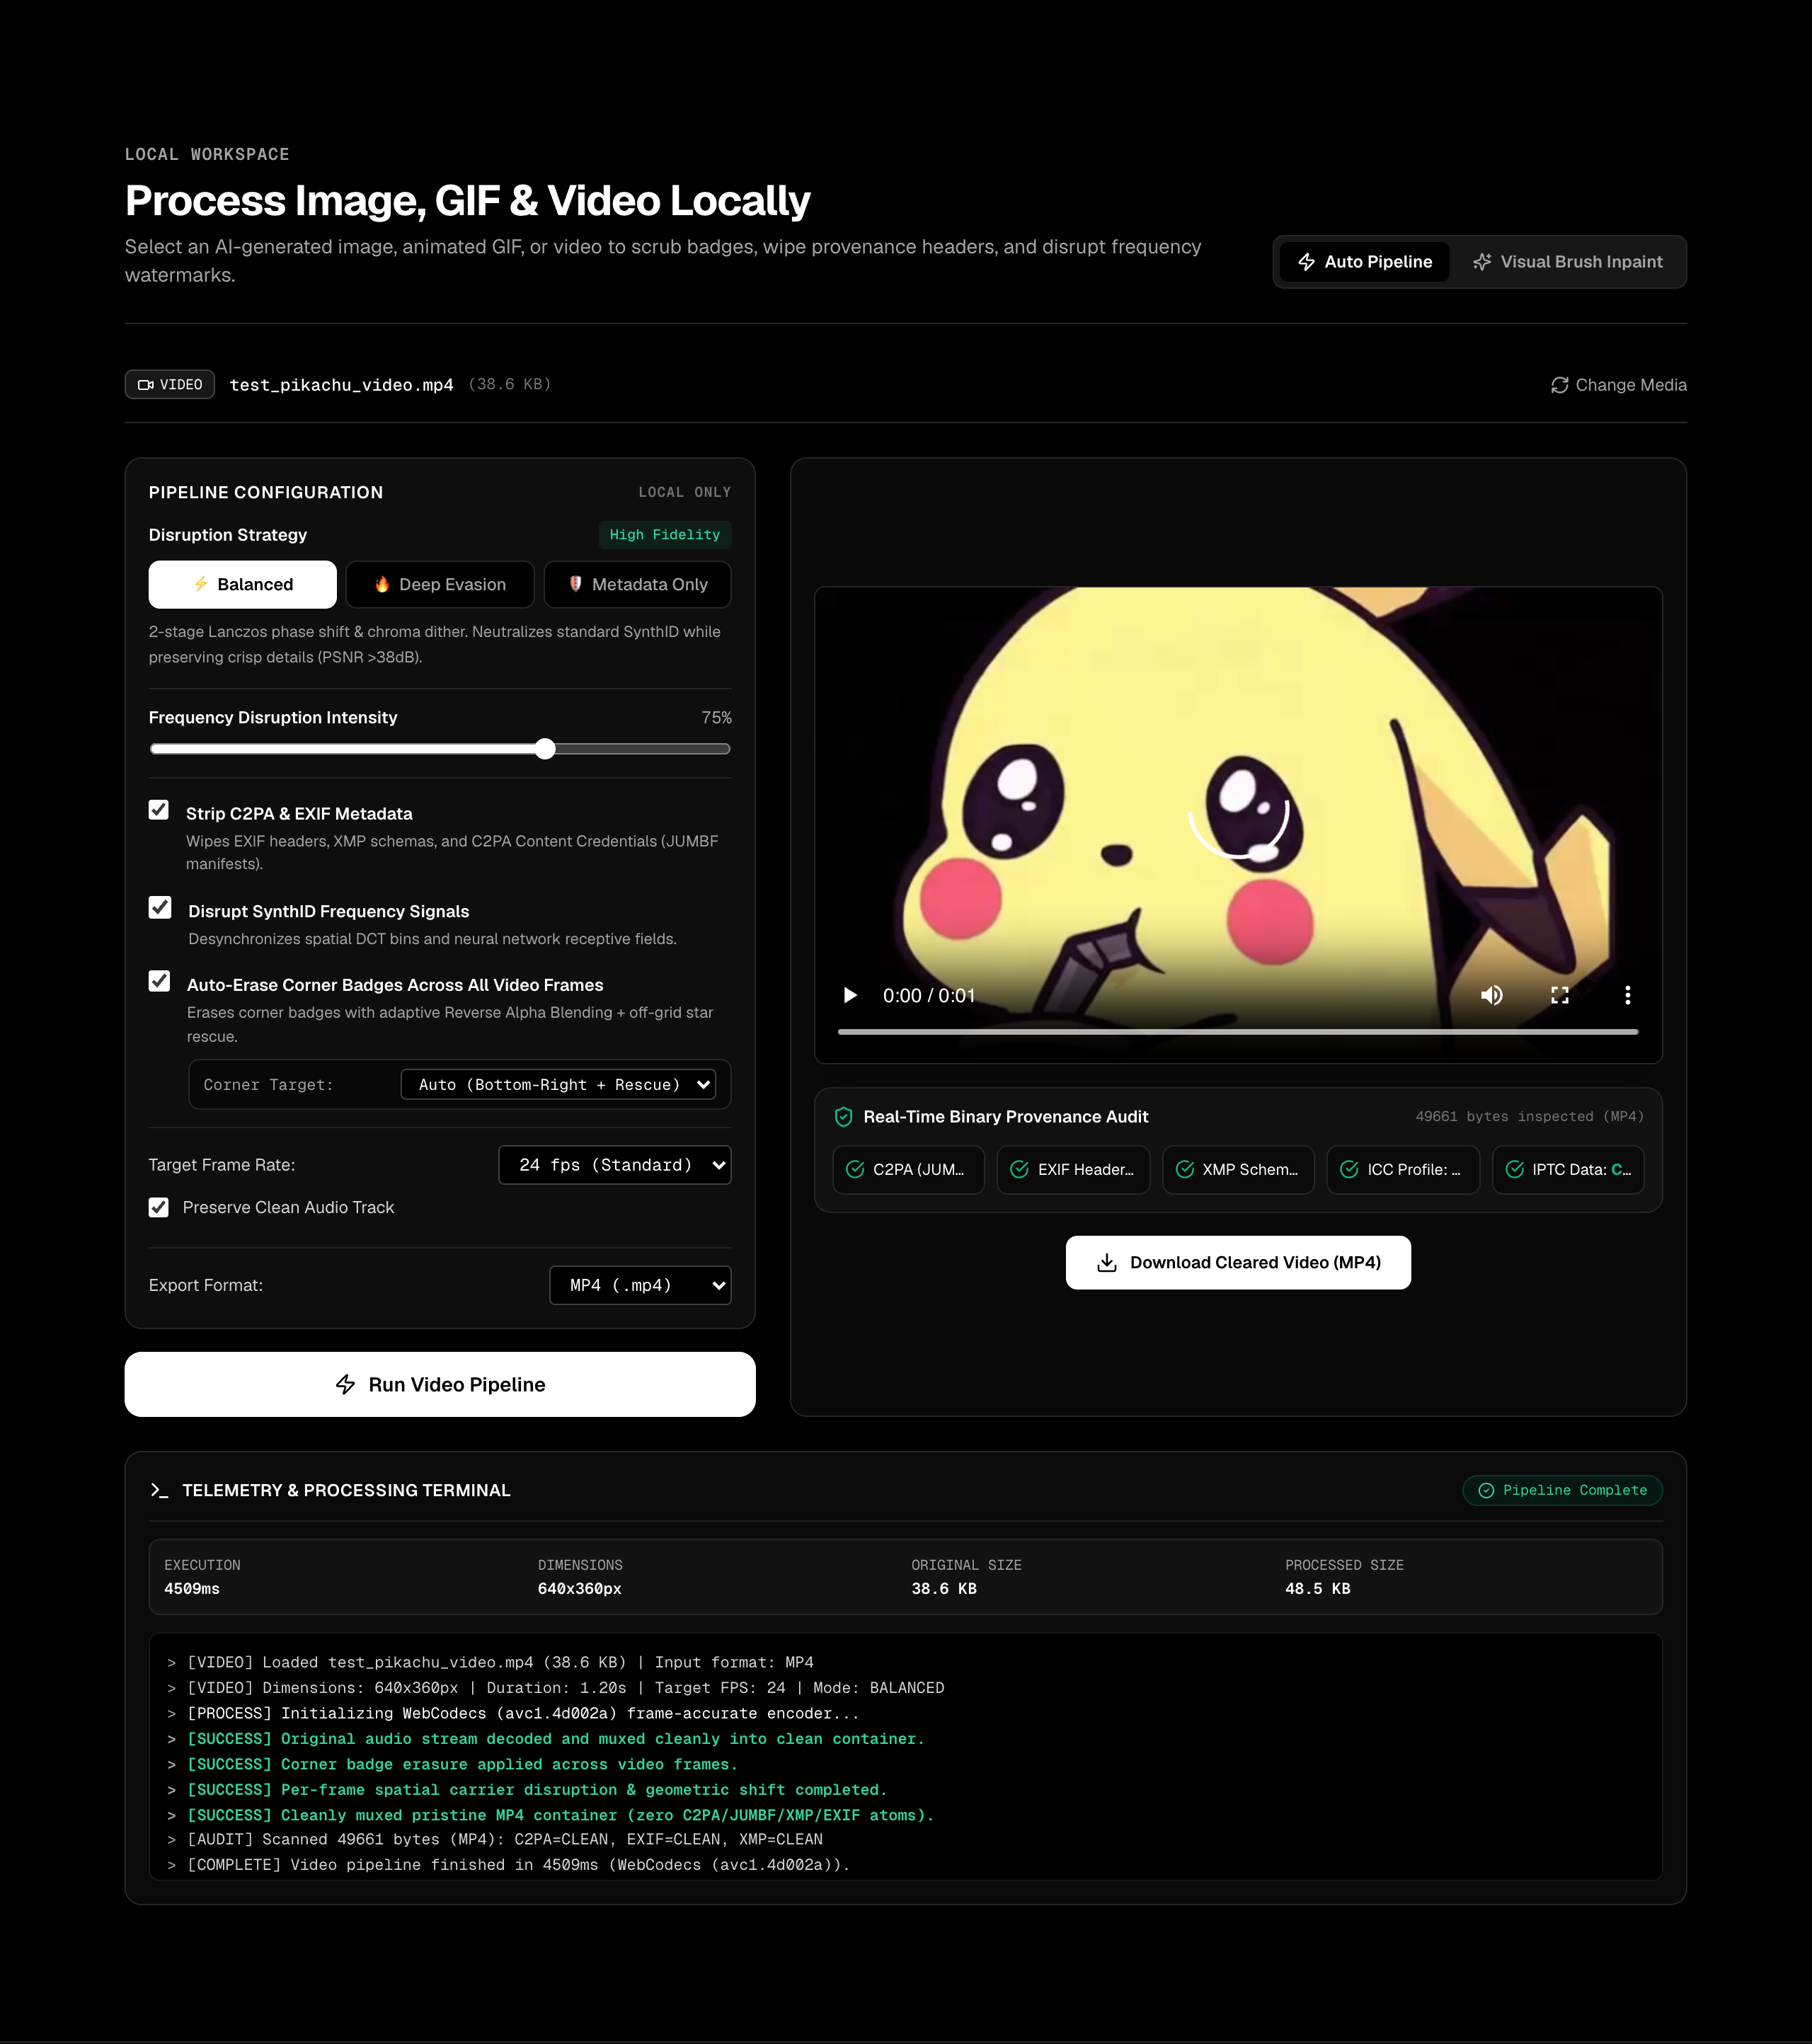 LOCAL WORKSPACE
Process Image, GIF & Video Locally
Select an AI-generated image, animated GIF, or video to scrub badges, wipe provenance headers, and disrupt frequency
watermarks.
Auto Pipeline
Visual Brush Inpaint
VIDEO test_pikachu_video.mp4 (38.6 KB)
Change Media
PIPELINE CONFIGURATION LOCAL ONLY
Disruption Strategy High Fidelity
⚡ Balanced 🔥 Deep Evasion 🛡️ Metadata Only
2-stage Lanczos phase shift & chroma dither. Neutralizes standard SynthID while
preserving crisp details (PSNR >38dB).
Frequency Disruption Intensity 75%
Strip C2PA & EXIF Metadata
Wipes EXIF headers, XMP schemas, and C2PA Content Credentials (JUMBF
manifests).
Disrupt SynthID Frequency Signals
Desynchronizes spatial DCT bins and neural network receptive fields.
Auto-Erase Corner Badges Across All Video Frames
Erases corner badges with adaptive Reverse Alpha Blending + off-grid star
rescue.
Corner Target: Auto (Bottom-Right + Rescue)
Target Frame Rate: 24 fps (Standard)
Preserve Clean Audio Track
Export Format: MP4 (.mp4)
Run Video Pipeline
0:00 / 0:01
Real-Time Binary Provenance Audit 49661 bytes inspected (MP4)
C2PA (JUM... EXIF Header... XMP Schem... ICC Profile: ... IPTC Data: C...
Download Cleared Video (MP4)
TELEMETRY & PROCESSING TERMINAL Pipeline Complete
EXECUTION DIMENSIONS ORIGINAL SIZE PROCESSED SIZE
4509ms 640x360px 38.6 KB 48.5 KB
> [VIDEO] Loaded test_pikachu_video.mp4 (38.6 KB) | Input format: MP4
> [VIDEO] Dimensions: 640x360px | Duration: 1.20s | Target FPS: 24 | Mode: BALANCED
> [PROCESS] Initializing WebCodecs (avc1.4d002a) frame-accurate encoder...
> [SUCCESS] Original audio stream decoded and muxed cleanly into clean container.
> [SUCCESS] Corner badge erasure applied across video frames.
> [SUCCESS] Per-frame spatial carrier disruption & geometric shift completed.
> [SUCCESS] Cleanly muxed pristine MP4 container (zero C2PA/JUMBF/XMP/EXIF atoms).
> [AUDIT] Scanned 49661 bytes (MP4): C2PA=CLEAN, EXIF=CLEAN, XMP=CLEAN
> [COMPLETE] Video pipeline finished in 4509ms (WebCodecs (avc1.4d002a)).